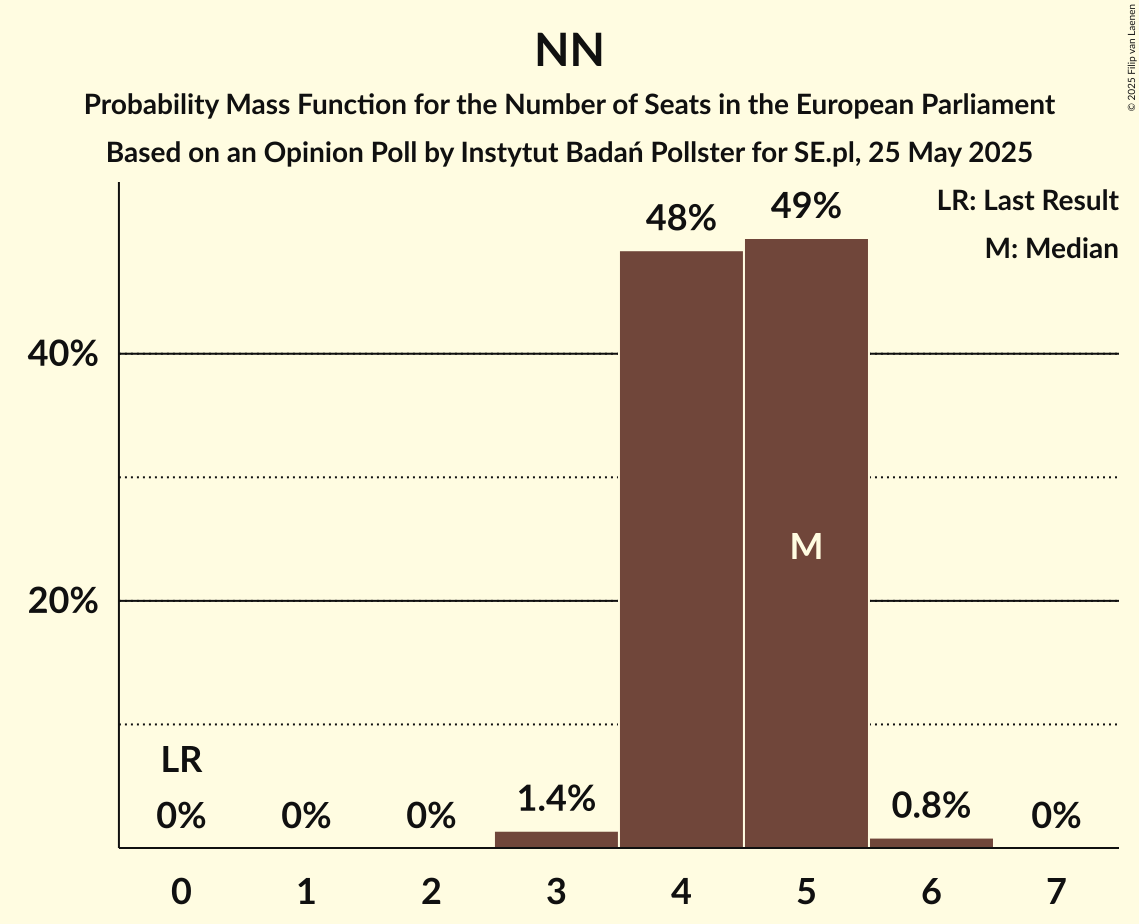 NN
Probability Mass Function for the Number of Seats in the European Parliament
Based on an Opinion Poll by Instytut Badań Pollster for SE.pl, 25 May 2025
© 2025 Filip van Laenen
LR: Last Result
M: Median
48%
49%
40%
M
20%
LR
0%
0%
0%
1.4%
0.8%
0%
0
1
2
3
4
5
6
7